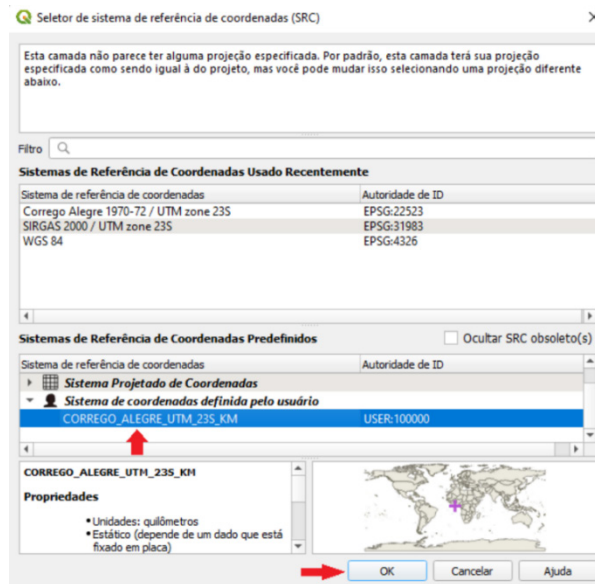 Seletor de sistema de referência de coordenadas (SRC)
Esta camada não parece ter alguma projeção especificada. Por padrão, esta camada terá sua projeção
especificada como sendo igual à do projeto, mas você pode mudar isso selecionando uma projeção diferente
abaixo.
Filtro
Sistemas de Referência de Coordenadas Usado Recentemente
Sistema de referência de coordenadas Autoridade de ID
Corrego Alegre 1970-72 / UTM zone 23S EPSG:22523
SIRGAS 2000 / UTM zone 23S EPSG:31983
WGS 84 EPSG:4326
Sistemas de Referência de Coordenadas Predefinidos Ocultar SRC obsoleto(s)
Sistema de referência de coordenadas Autoridade de ID
Sistema Projetado de Coordenadas
Sistema de coordenadas definida pelo usuário
CORREGO_ALEGRE_UTM_23S_KM USER:100000
CORREGO_ALEGRE_UTM_23S_KM
Propriedades
• Unidades: quilômetros
• Estático (depende de um dado que está
fixado em placa)
OK Cancelar Ajuda